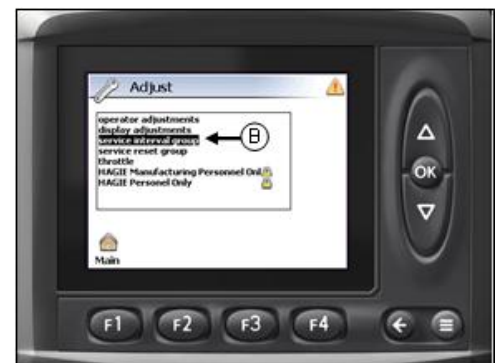 Adjust
operator adjustments
display adjustments
service interval group
B
service reset group
throttle
HAGIE Manufacturing Personnel Onl
HAGIE Personel Only
Main
OK
F1 F2 F3 F4